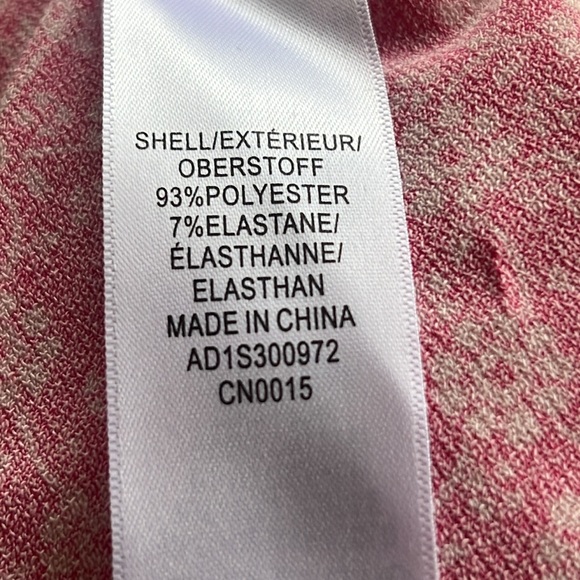 SHELL/EXTÉRIEUR/
OBERSTOFF
93%POLYESTER
7%ELASTANE/
ÉLASTHANNE/
ELASTHAN
MADE IN CHINA
AD1S300972
CN0015